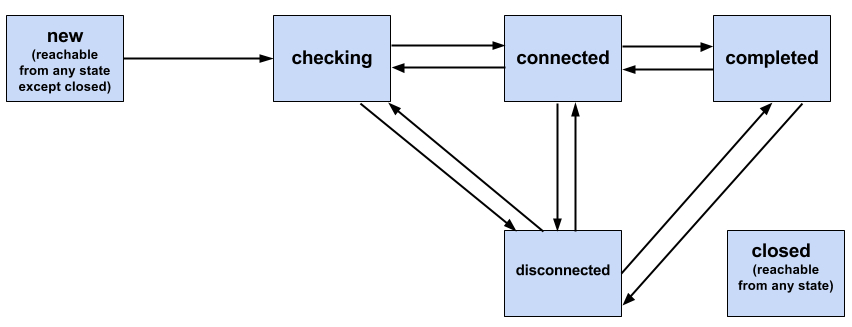 new
(reachable
from any state
except closed)
checking
connected
completed
disconnected
closed
(reachable
from any state)